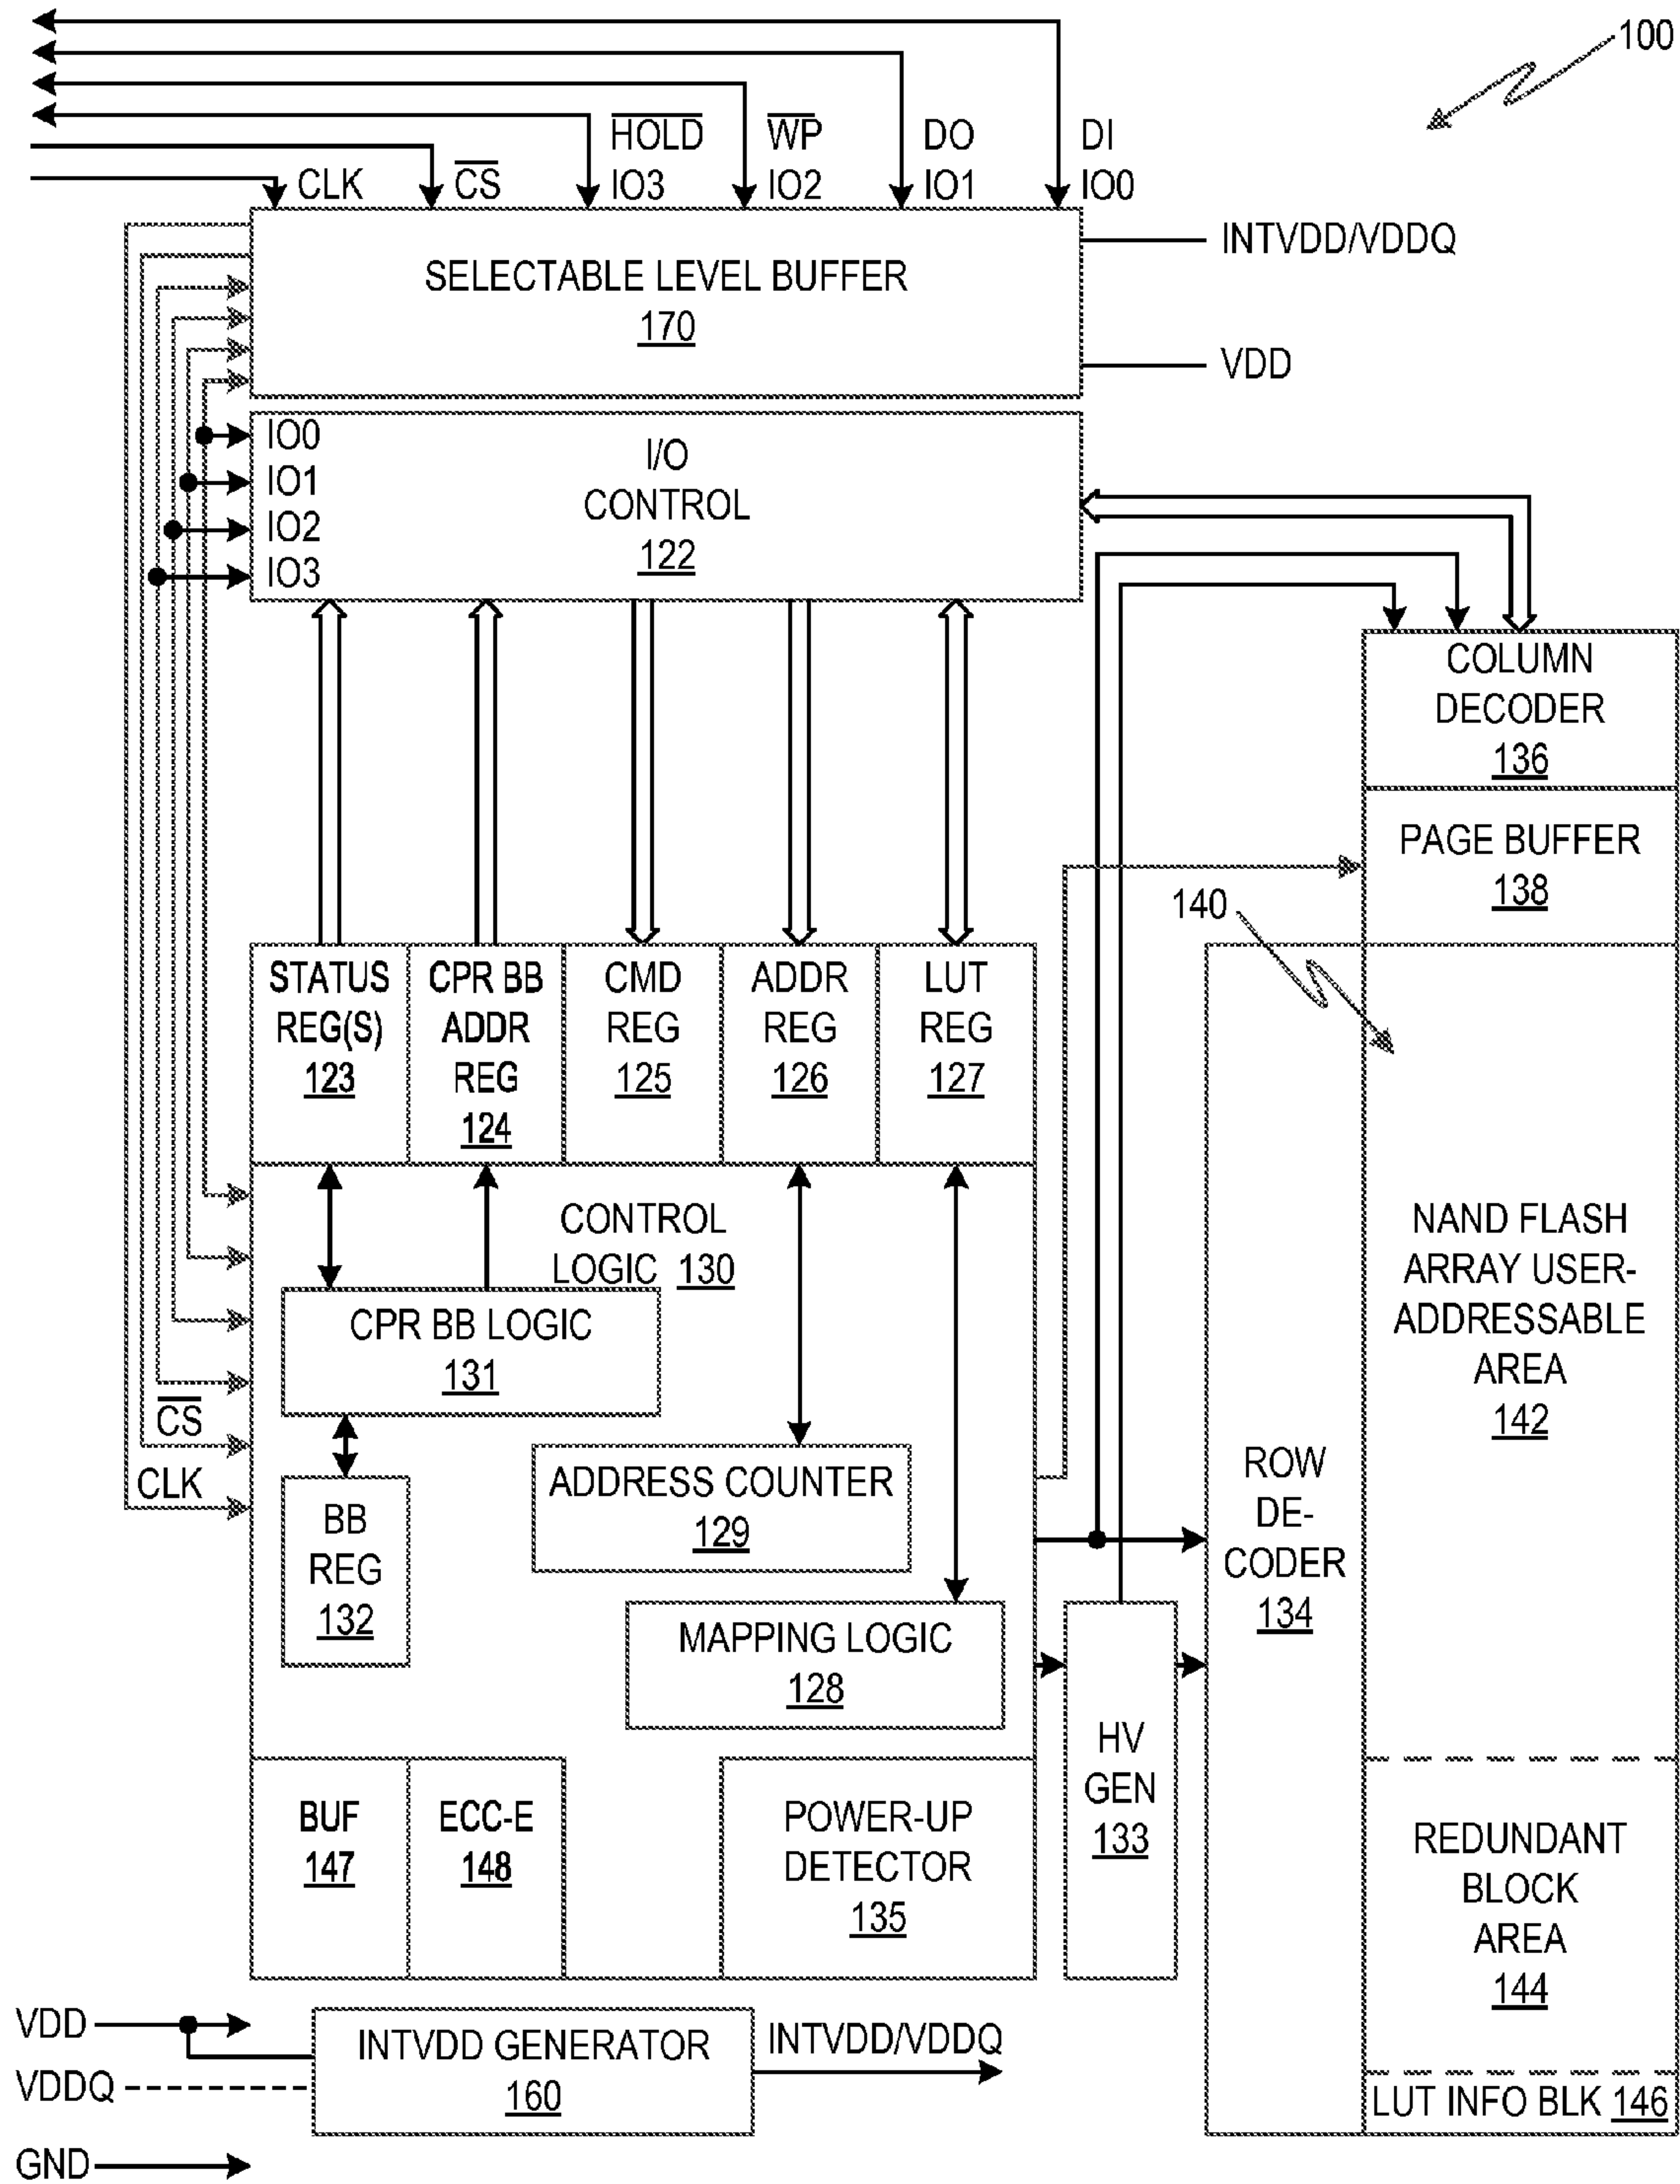 100
HOLD WP DO DI
CLK CS IO3 IO2 IO1 IO0
INTVDD/VDDQ
SELECTABLE LEVEL BUFFER
170
VDD
IO0
IO1
IO2
IO3
I/O
CONTROL
122
COLUMN
DECODER
136
PAGE BUFFER
138
140
STATUS
REG(S)
123
CPR BB
ADDR
REG
124
CMD
REG
125
ADDR
REG
126
LUT
REG
127
CONTROL
LOGIC 130
CPR BB LOGIC
131
CS
CLK
BB
REG
132
ADDRESS COUNTER
129
MAPPING LOGIC
128
HV
GEN
133
ROW
DE-
CODER
134
NAND FLASH
ARRAY USER-
ADDRESSABLE
AREA
142
BUF
147
ECC-E
148
POWER-UP
DETECTOR
135
REDUNDANT
BLOCK
AREA
144
LUT INFO BLK 146
VDD
VDDQ
GND
INTVDD GENERATOR
160
INTVDD/VDDQ